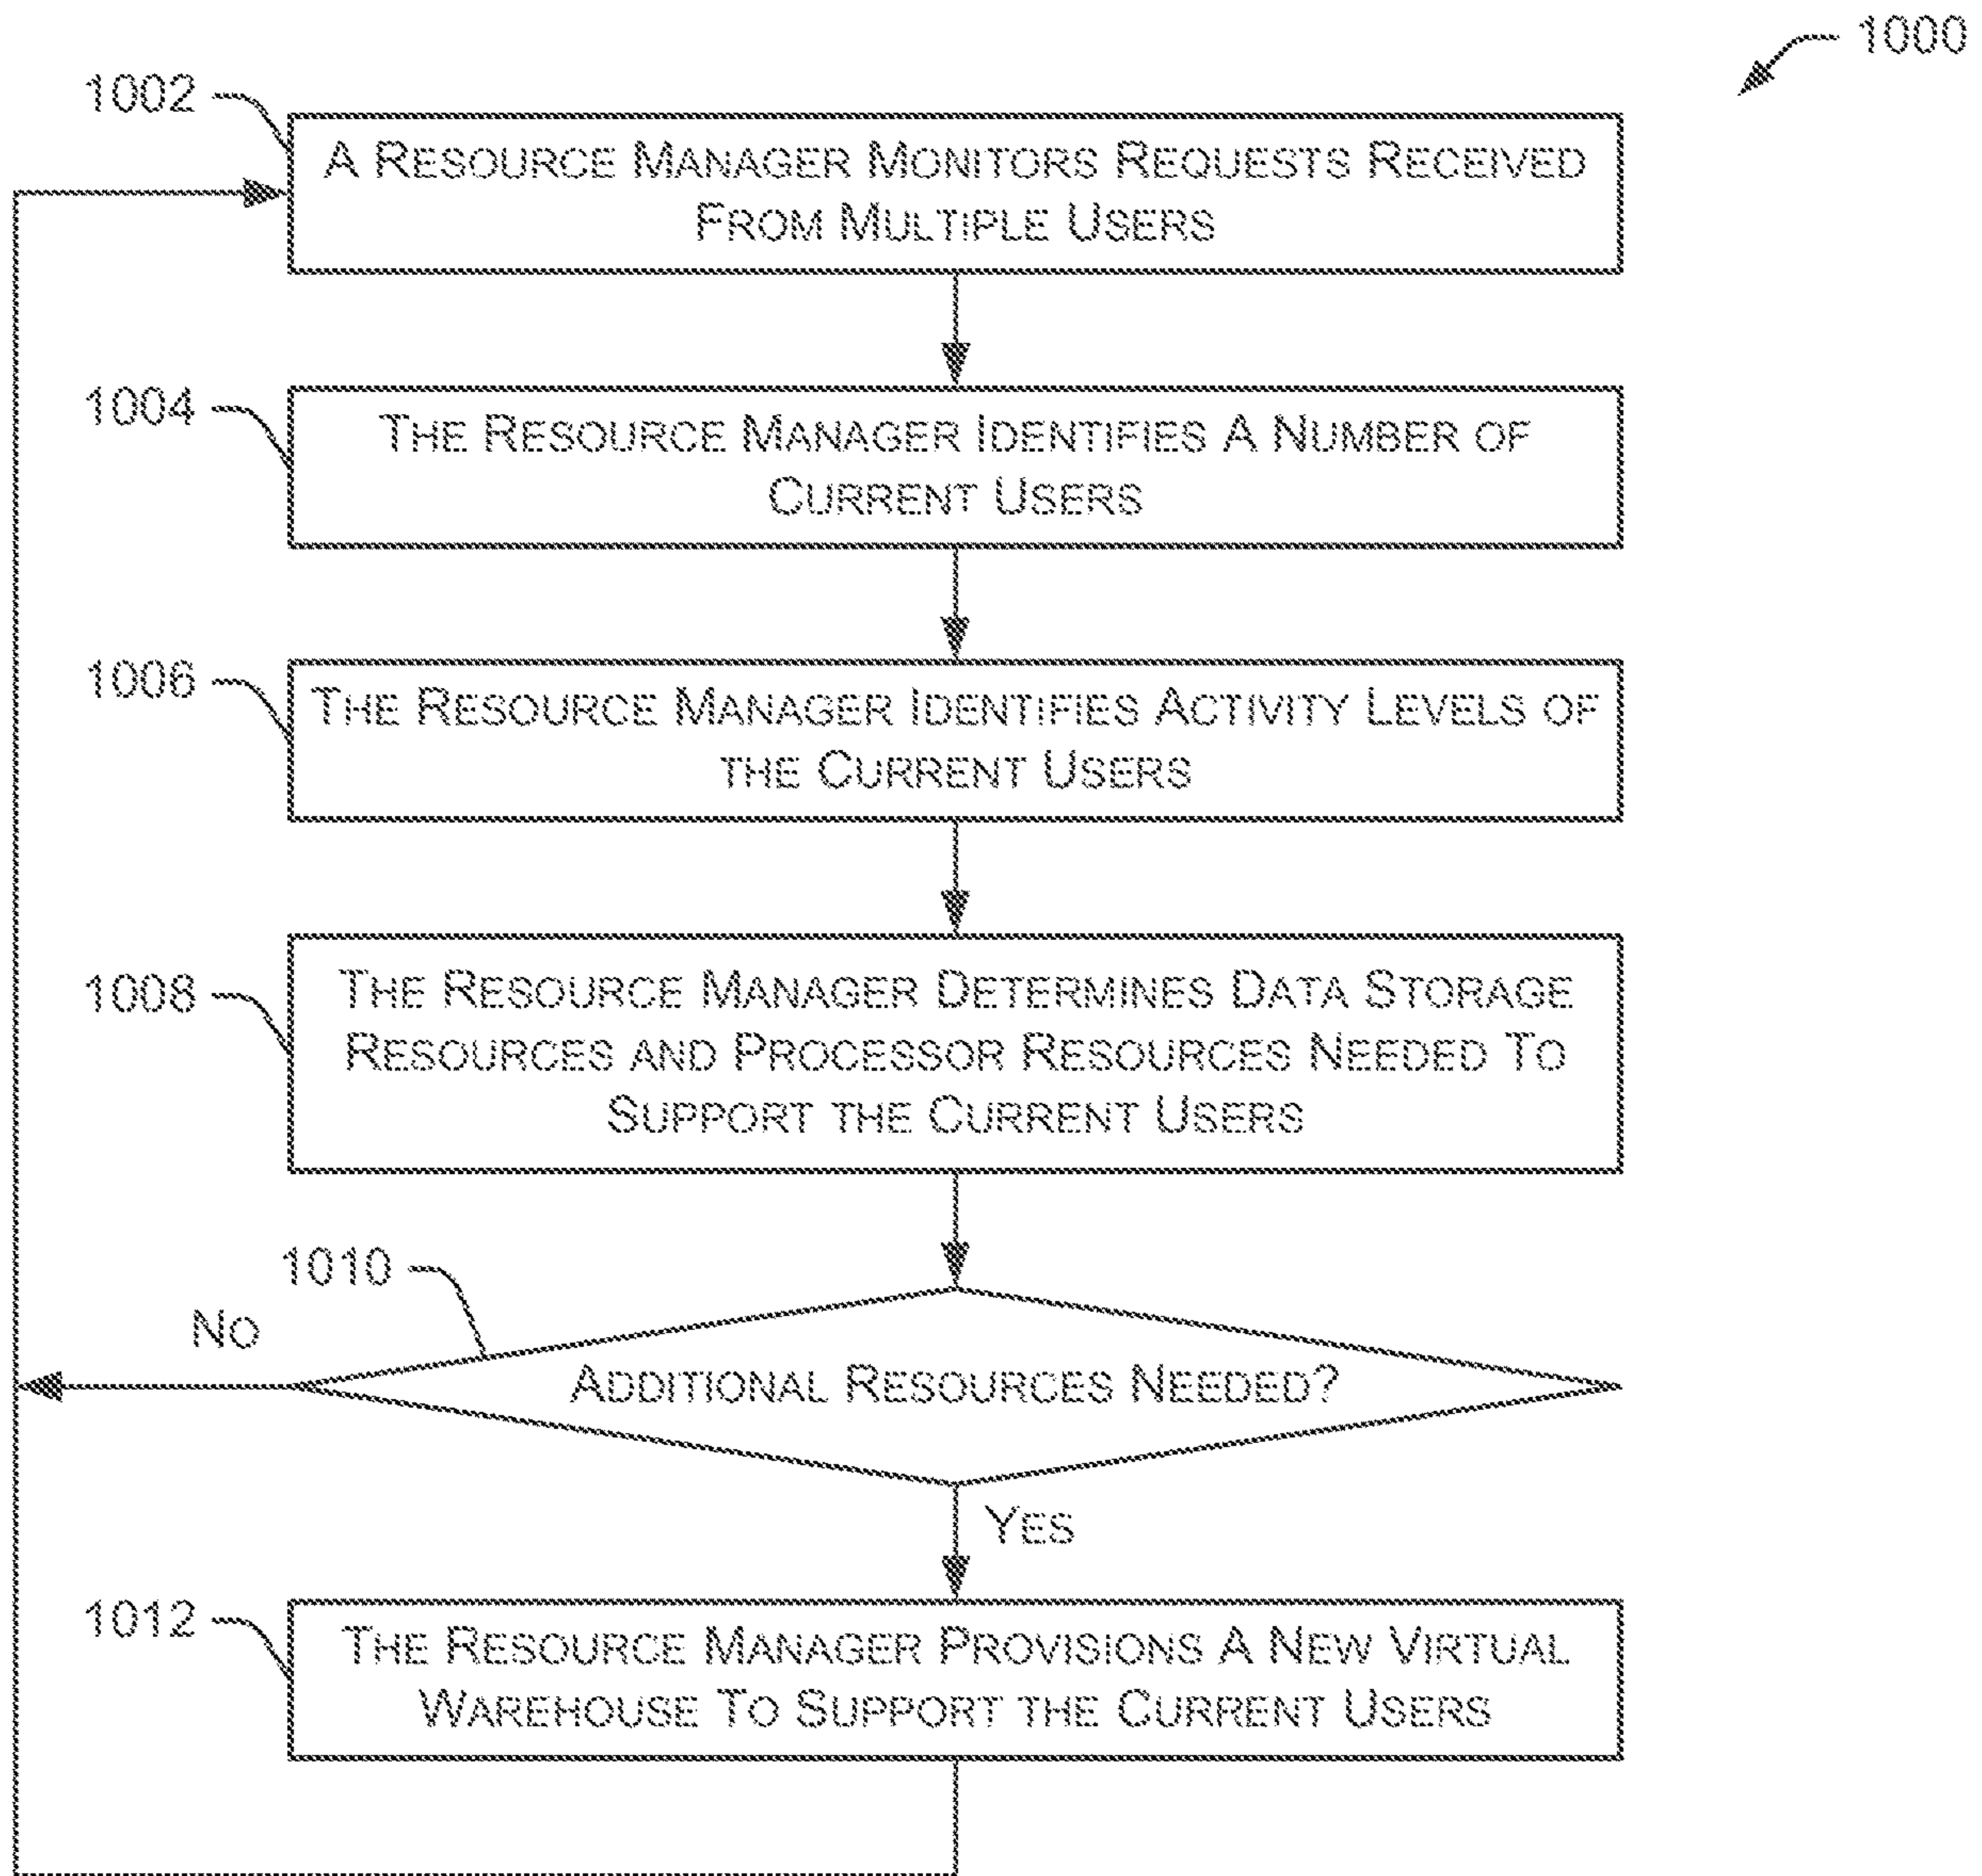 1000
1002
A RESOURCE MANAGER MONITORS REQUESTS RECEIVED
FROM MULTIPLE USERS
1004
THE RESOURCE MANAGER IDENTIFIES A NUMBER OF
CURRENT USERS
1006
THE RESOURCE MANAGER IDENTIFIES ACTIVITY LEVELS OF
THE CURRENT USERS
1008
THE RESOURCE MANAGER DETERMINES DATA STORAGE
RESOURCES AND PROCESSOR RESOURCES NEEDED TO
SUPPORT THE CURRENT USERS
1010
NO
ADDITIONAL RESOURCES NEEDED?
YES
1012
THE RESOURCE MANAGER PROVISIONS A NEW VIRTUAL
WAREHOUSE TO SUPPORT THE CURRENT USERS